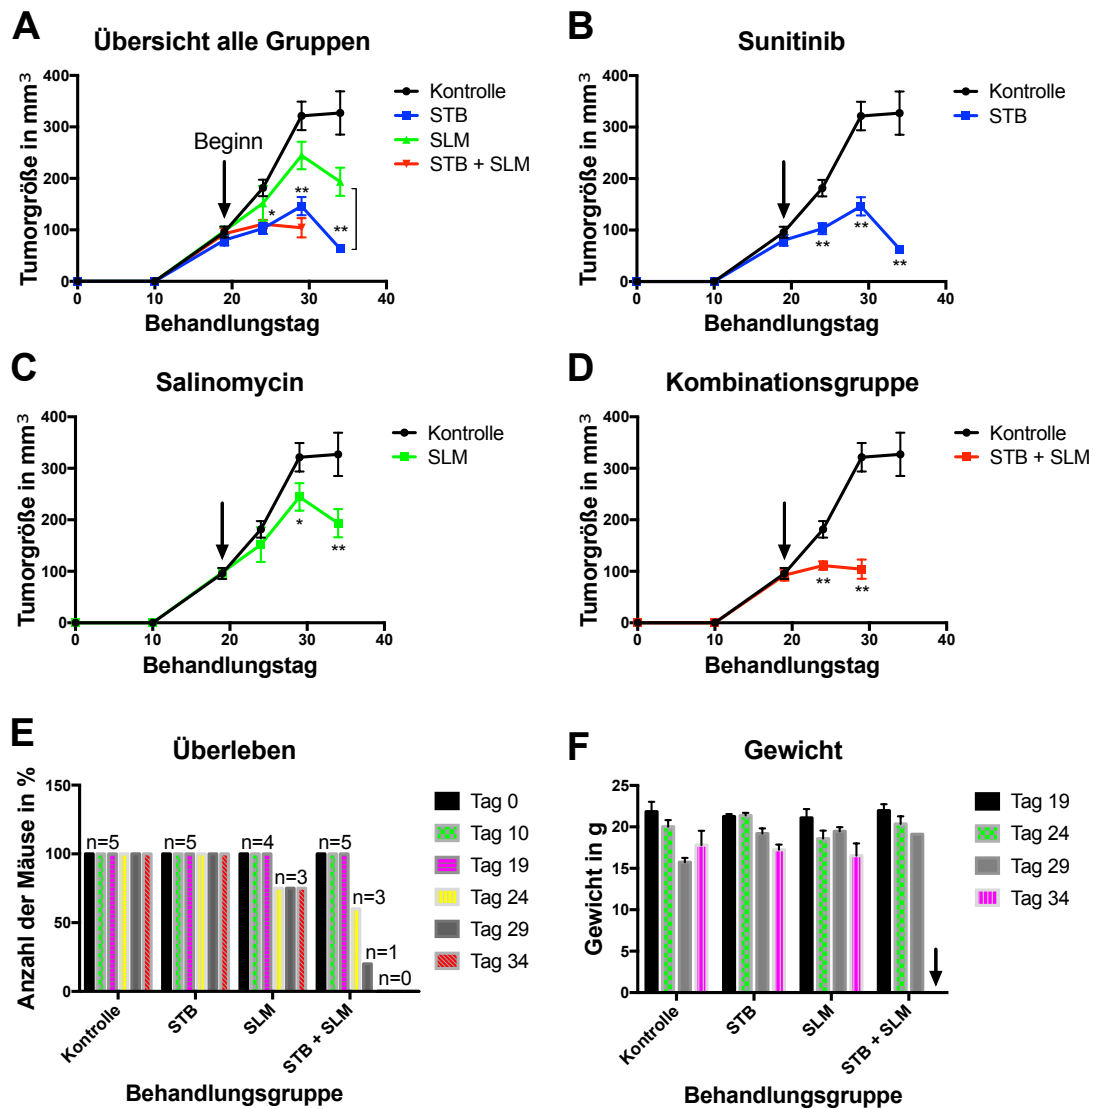 A
Übersicht alle Gruppen
Tumorgröße in mm³
400
300
200
100
0
0
10
20
30
40
Behandlungstag
Beginn
*
**
**
Kontrolle
STB
SLM
STB + SLM
B
Sunitinib
Tumorgröße in mm³
400
300
200
100
0
0
10
20
30
40
Behandlungstag
**
**
**
Kontrolle
STB
C
Salinomycin
Tumorgröße in mm³
400
300
200
100
0
0
10
20
30
40
Behandlungstag
*
**
Kontrolle
SLM
D
Kombinationsgruppe
Tumorgröße in mm³
400
300
200
100
0
0
10
20
30
40
Behandlungstag
**
**
Kontrolle
STB + SLM
E
Überleben
Anzahl der Mäuse in %
150
100
50
0
n=5
n=5
n=4
n=3
n=5
n=3
n=1
n=0
Kontrolle
STB
SLM
STB + SLM
Behandlungsgruppe
Tag 0
Tag 10
Tag 19
Tag 24
Tag 29
Tag 34
F
Gewicht
Gewicht in g
25
20
15
10
5
0
Kontrolle
STB
SLM
STB + SLM
Behandlungsgruppe
Tag 19
Tag 24
Tag 29
Tag 34